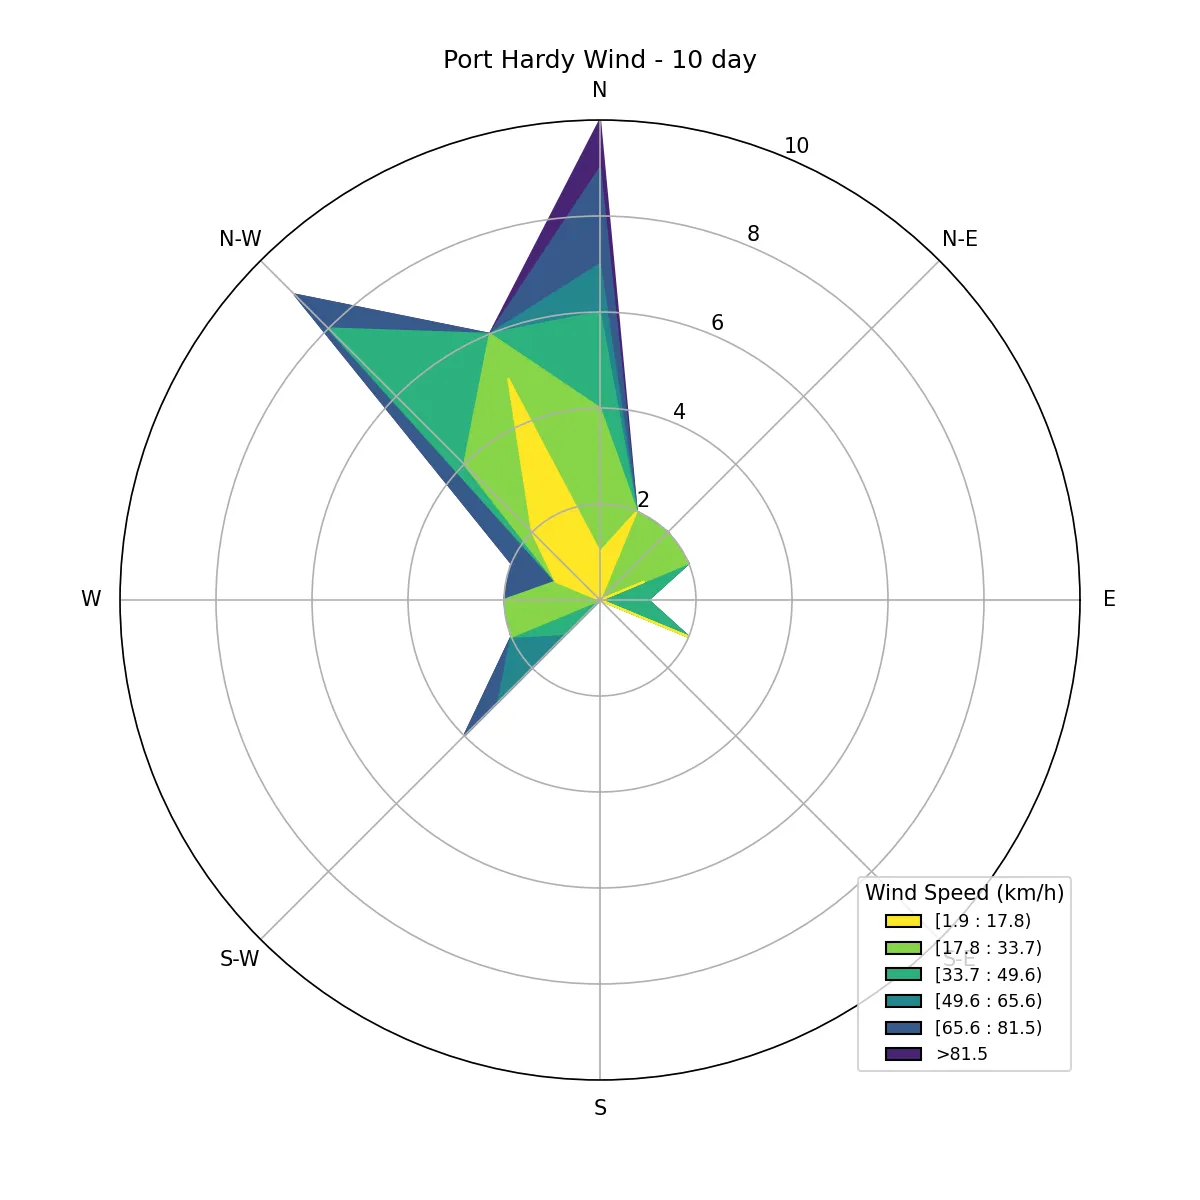 Port Hardy Wind - 10 day
N
10
N-W
8
N-E
6
4
2
W
E
Wind Speed (km/h)
[1.9 : 17.8)
[17.8 : 33.7)
S-W
S-E
[33.7 : 49.6)
[49.6 : 65.6)
[65.6 : 81.5)
>81.5
S